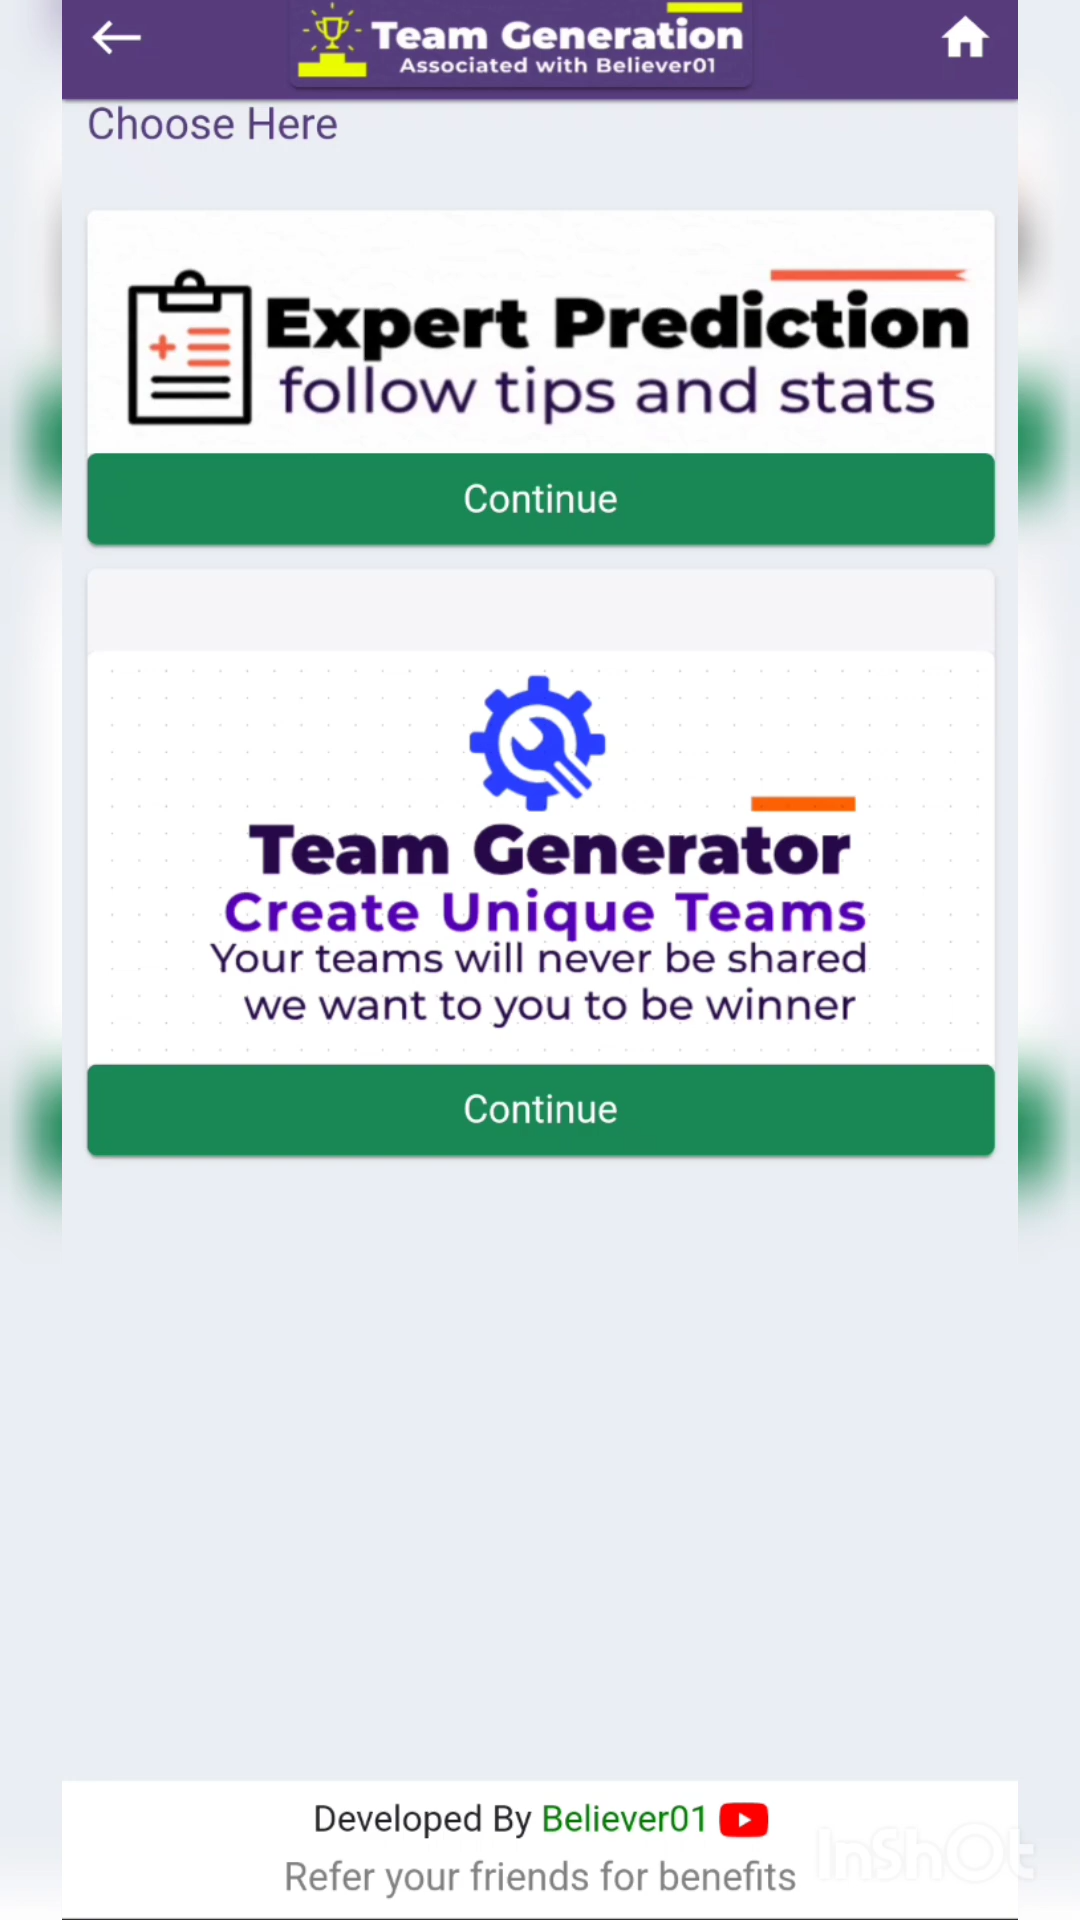 Team Generation
Associated with Believer01
Choose Here
Expert Prediction
follow tips and stats
Continue
Team Generator
Create Unique Teams
Your teams will never be shared
we want to you to be winner
Continue
Developed By Believer01
Refer your friends for benefits
InShOt